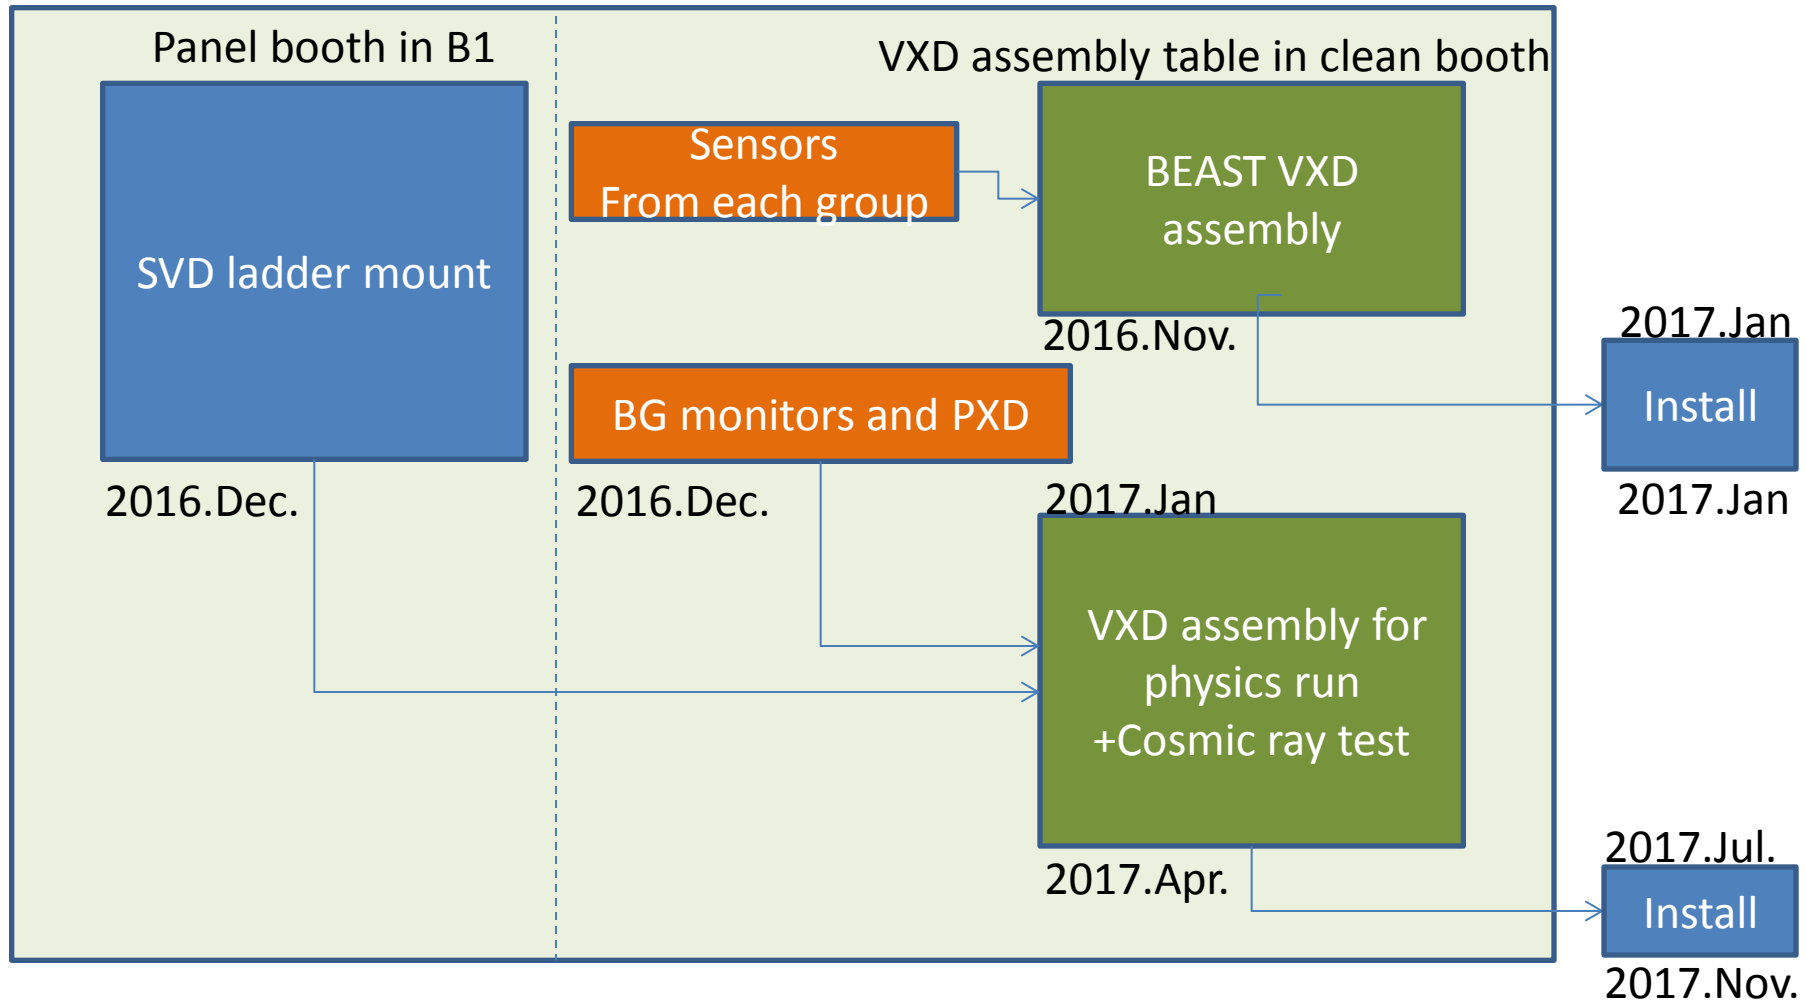 Panel booth in B1
VXD assembly table in clean booth
SVD ladder mount
Sensors
From each group
BEAST VXD
assembly
2016.Nov.
2017.Jan
Install
2017.Jan
BG monitors and PXD
2016.Dec.
2016.Dec.
2017.Jan
VXD assembly for
physics run
+Cosmic ray test
2017.Apr.
2017.Jul.
Install
2017.Nov.